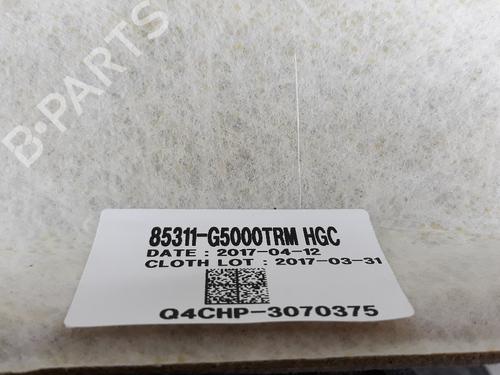 B-PARTS
85311-G5000TRM HGC
DATE : 2017-04-12
CLOTH LOT : 2017-03-31
Q4CHP-3070375